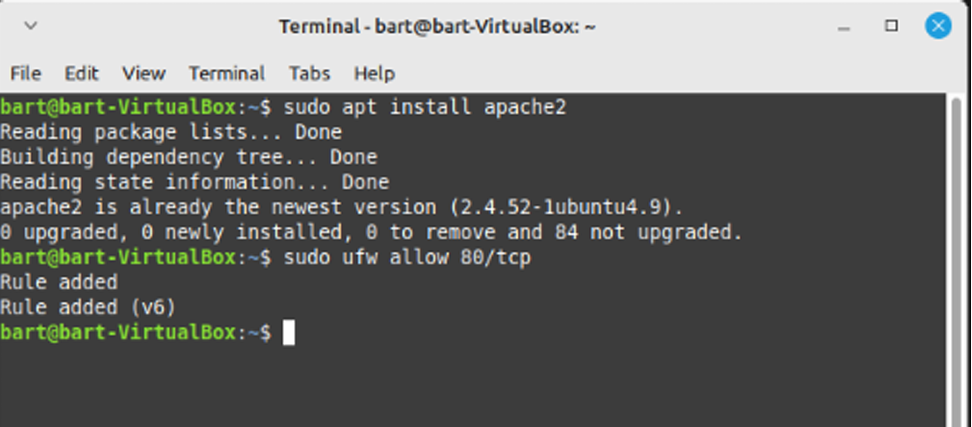 Terminal - bart@bart-VirtualBox: ~
File Edit View Terminal Tabs Help
bart@bart-VirtualBox:~$ sudo apt install apache2
Reading package lists... Done
Building dependency tree... Done
Reading state information... Done
apache2 is already the newest version (2.4.52-1ubuntu4.9).
0 upgraded, 0 newly installed, 0 to remove and 84 not upgraded.
bart@bart-VirtualBox:~$ sudo ufw allow 80/tcp
Rule added
Rule added (v6)
bart@bart-VirtualBox:~$